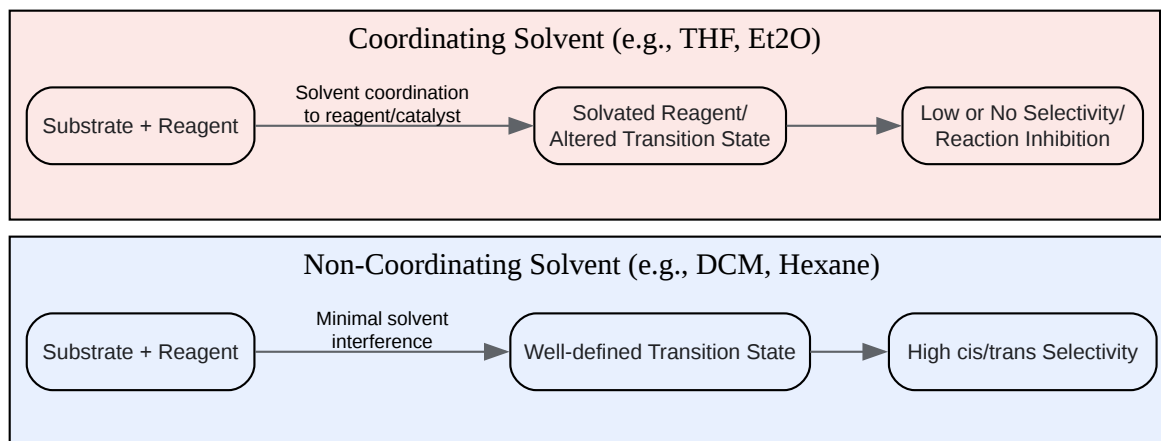 Coordinating Solvent (e.g., THF, Et2O)
Substrate + Reagent
Solvent coordination
to reagent/catalyst
Solvated Reagent/
Altered Transition State
Low or No Selectivity/
Reaction Inhibition
Non-Coordinating Solvent (e.g., DCM, Hexane)
Substrate + Reagent
Minimal solvent
interference
Well-defined Transition State
High cis/trans Selectivity